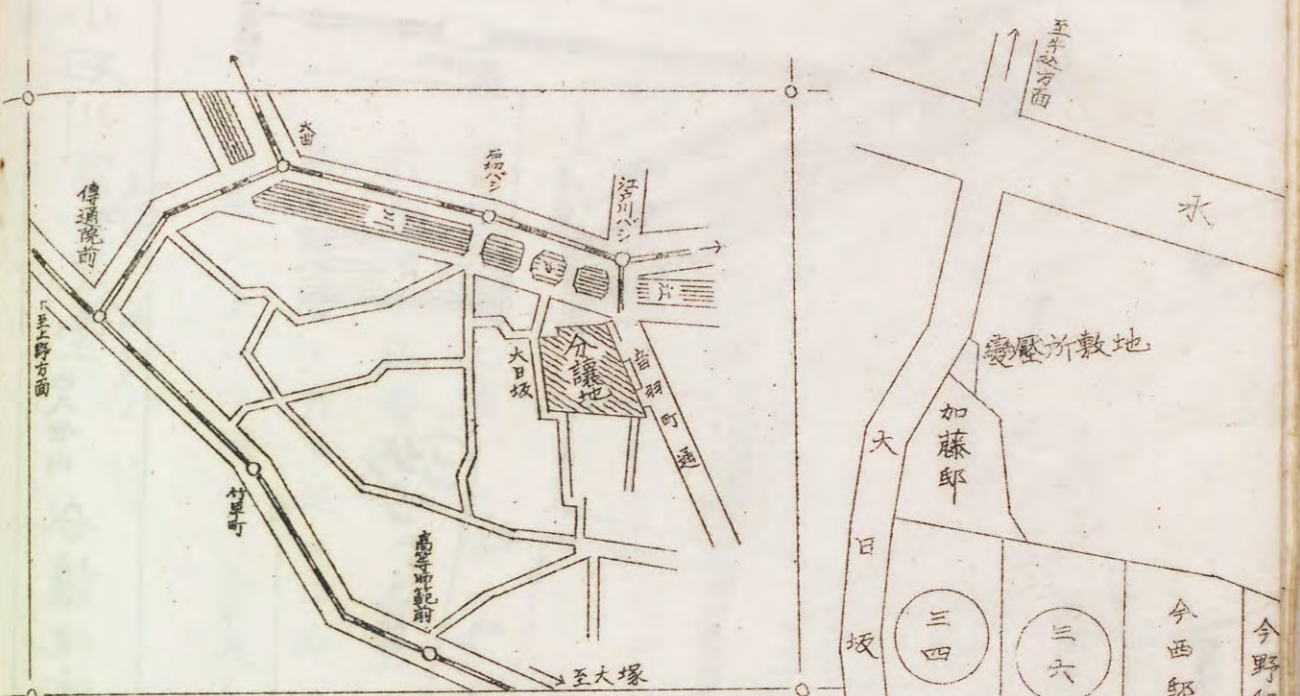 大曲
石切バシ
江戸川バシ
傳通院前
至上野方面
大日坂
分譲地
音羽町通
竹早町
高等師範前
至大塚
至牛込方面
水
變壓所敷地
加藤邸
大日坂
三四
三六
今西邸
今野